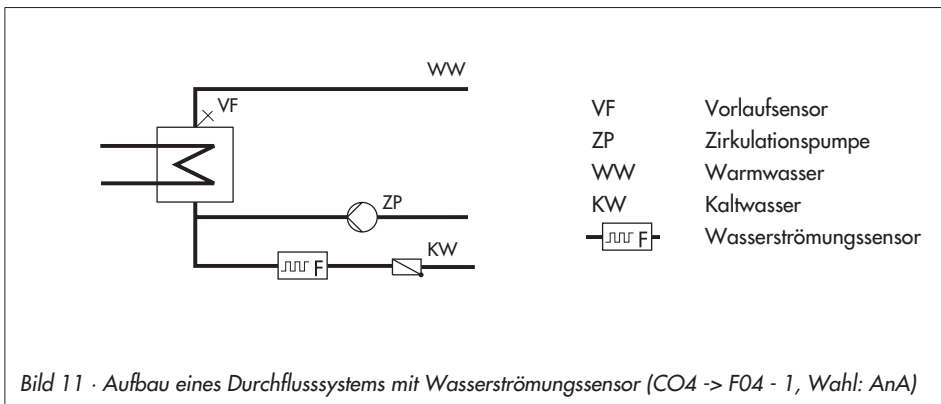 WW
VF
ZP
KW
F
VF Vorlaufsensor
ZP Zirkulationspumpe
WW Warmwasser
KW Kaltwasser
F Wasserströmungssensor
Bild 11 · Aufbau eines Durchflusssystems mit Wasserströmungssensor (CO4 -> F04 - 1, Wahl: AnA)